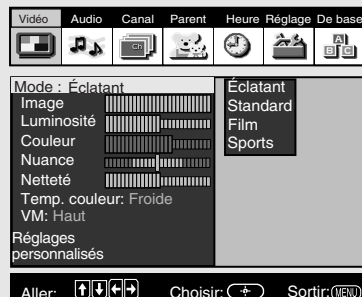 Vidéo Audio Canal Parent Heure Réglage De base
Ch
A
B C
Mode : Éclatant
Image
Luminosité
Couleur
Nuance
Netteté
Temp. couleur: Froide
VM: Haut
Réglages
personnalisés
Éclatant
Standard
Film
Sports
Aller: Choisir: Sortir: MENU